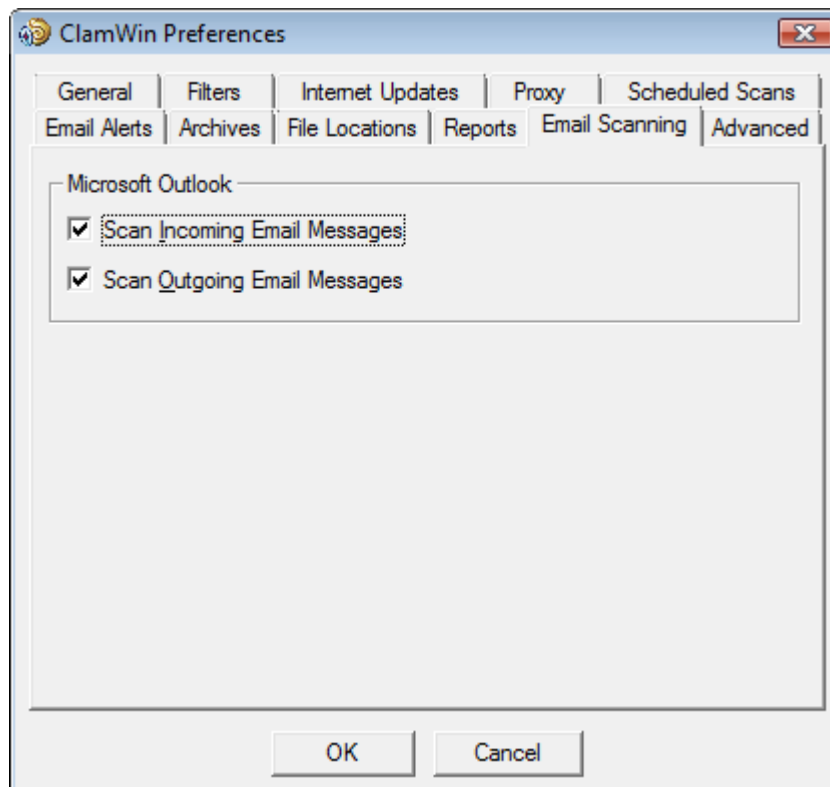 ClamWin Preferences
General Filters Internet Updates Proxy Scheduled Scans
Email Alerts Archives File Locations Reports Email Scanning Advanced
Microsoft Outlook
Scan Incoming Email Messages
Scan Outgoing Email Messages
OK Cancel